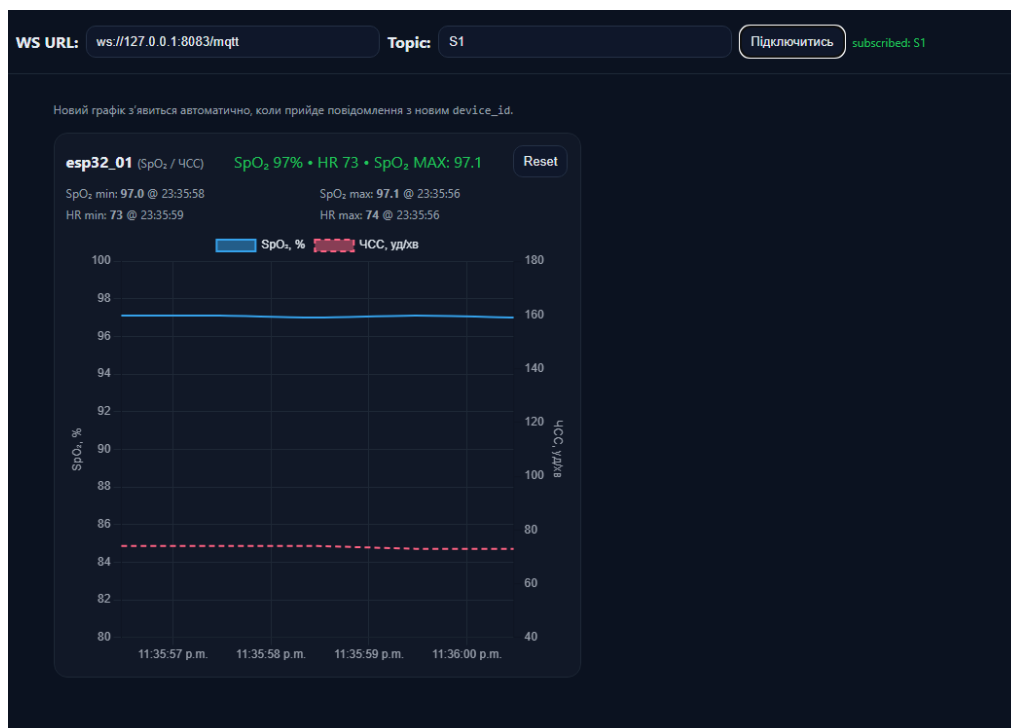 WS URL: ws://127.0.0.1:8083/mqtt Topic: S1 Підключитись subscribed: S1
Новий графік з'явиться автоматично, коли прийде повідомлення з новим device_id.
esp32_01 (SpO₂ / ЧСС) SpO₂ 97% • HR 73 • SpO₂ MAX: 97.1 Reset
SpO₂ min: 97.0 @ 23:35:58 SpO₂ max: 97.1 @ 23:35:56
HR min: 73 @ 23:35:59 HR max: 74 @ 23:35:56
SpO₂, % ЧСС, уд/хв
100 180
98 160
96 140
94 120
92 100
90 80
88 60
86 40
84
82
80
SpO₂, %
ЧСС, уд/хв
11:35:57 p.m. 11:35:58 p.m. 11:35:59 p.m. 11:36:00 p.m.